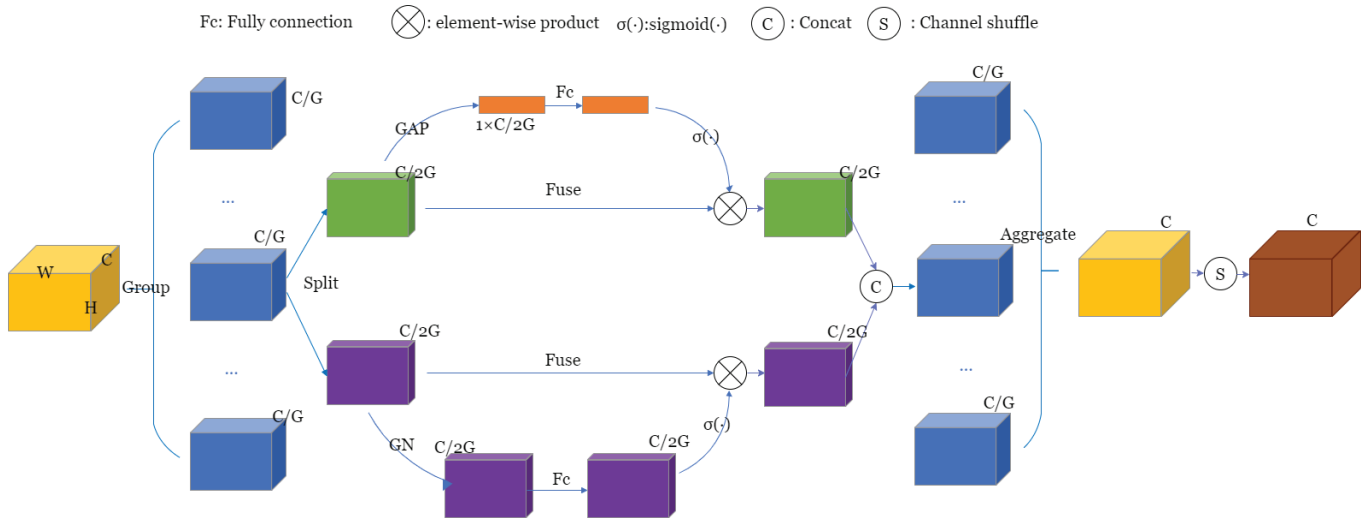 Fc: Fully connection
: element-wise product
σ(·):sigmoid(·)
C : Concat
S : Channel shuffle
C/G
Fc
C/G
GAP
1×C/2G
σ(·)
C/2G
C/2G
...
Fuse
...
C/G
C
C
W
C
Aggregate
Group
Split
C
S
H
C/2G
C/2G
...
Fuse
...
C/G
C/G
GN
C/2G
C/2G
σ(·)
Fc